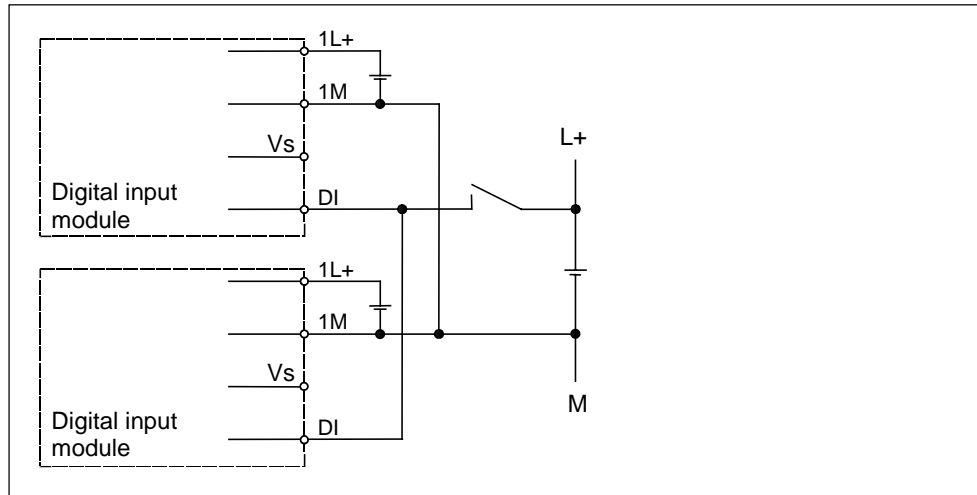 1L+
1M
Vs
DI
Digital input
module
L+
1L+
1M
Vs
DI
Digital input
module
M